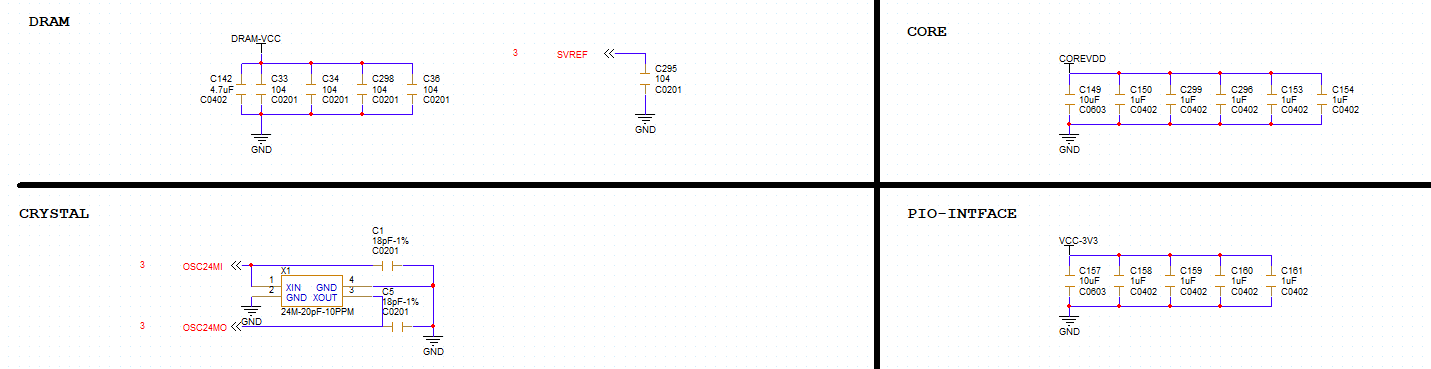 DRAM
DRAM-VCC
C142
4.7uF
C0402
C33
104
C0201
C34
104
C0201
C298
104
C0201
C36
104
C0201
GND
3 SVREF
C295
104
C0201
GND
CORE
COREVDD
C149
10uF
C0603
C150
1uF
C0402
C299
1uF
C0402
C296
1uF
C0402
C153
1uF
C0402
C154
1uF
C0402
GND
CRYSTAL
C1
18pF-1%
C0201
3 OSC24MI
X1
1 XIN GND 4
2 GND XOUT 3
24M-20pF-10PPM
C5
18pF-1%
C0201
GND
3 OSC24MO
GND
PIO-INTFACE
VCC-3V3
C157
10uF
C0603
C158
1uF
C0402
C159
1uF
C0402
C160
1uF
C0402
C161
1uF
C0402
GND